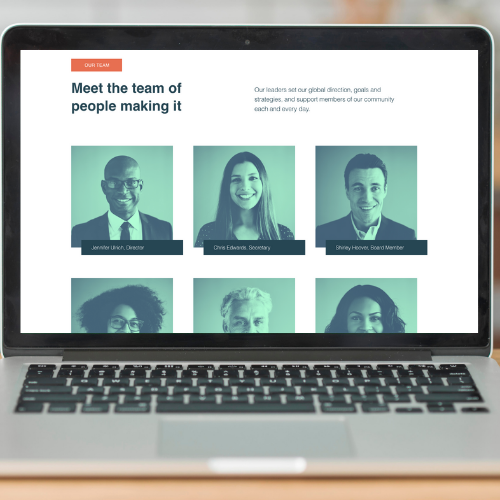 OUR TEAM
Meet the team of
people making it
Our leaders set our global direction, goals and
strategies, and support members of our community
each and every day.
Jennifer Ulrich, Director
Chris Edwards, Secretary
Shirley Hoover, Board Member